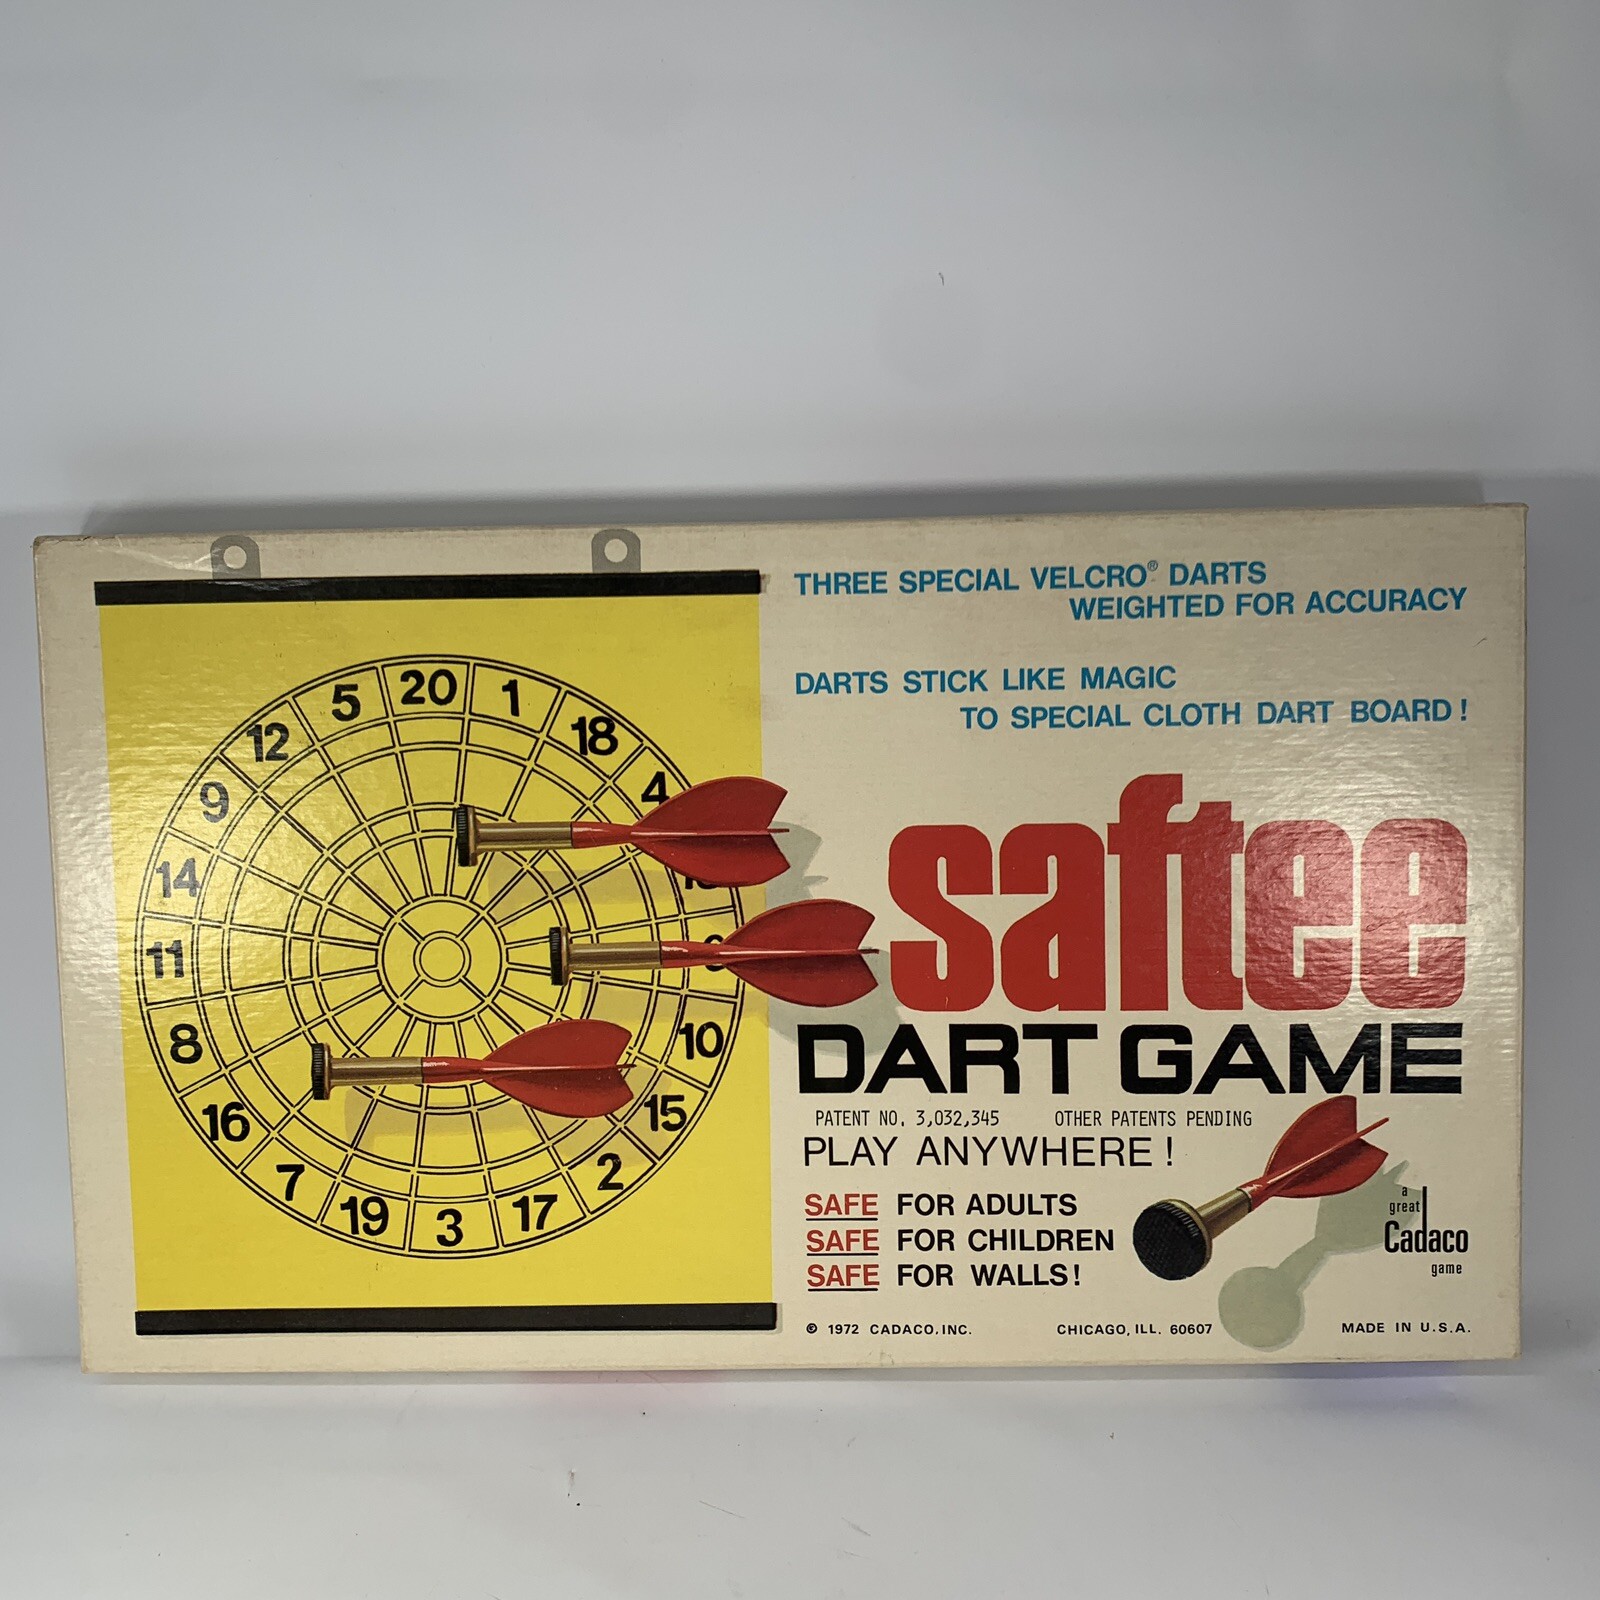 THREE SPECIAL VELCRO® DARTS
WEIGHTED FOR ACCURACY
DARTS STICK LIKE MAGIC
TO SPECIAL CLOTH DART BOARD!
20
1
18
4
10
15
2
17
3
19
7
16
8
11
14
9
12
5
saftee
DART GAME
PATENT NO. 3,032,345 OTHER PATENTS PENDING
PLAY ANYWHERE!
SAFE FOR ADULTS
SAFE FOR CHILDREN
SAFE FOR WALLS!
a
great
Cadaco
game
© 1972 CADACO, INC. CHICAGO, ILL. 60607 MADE IN U.S.A.